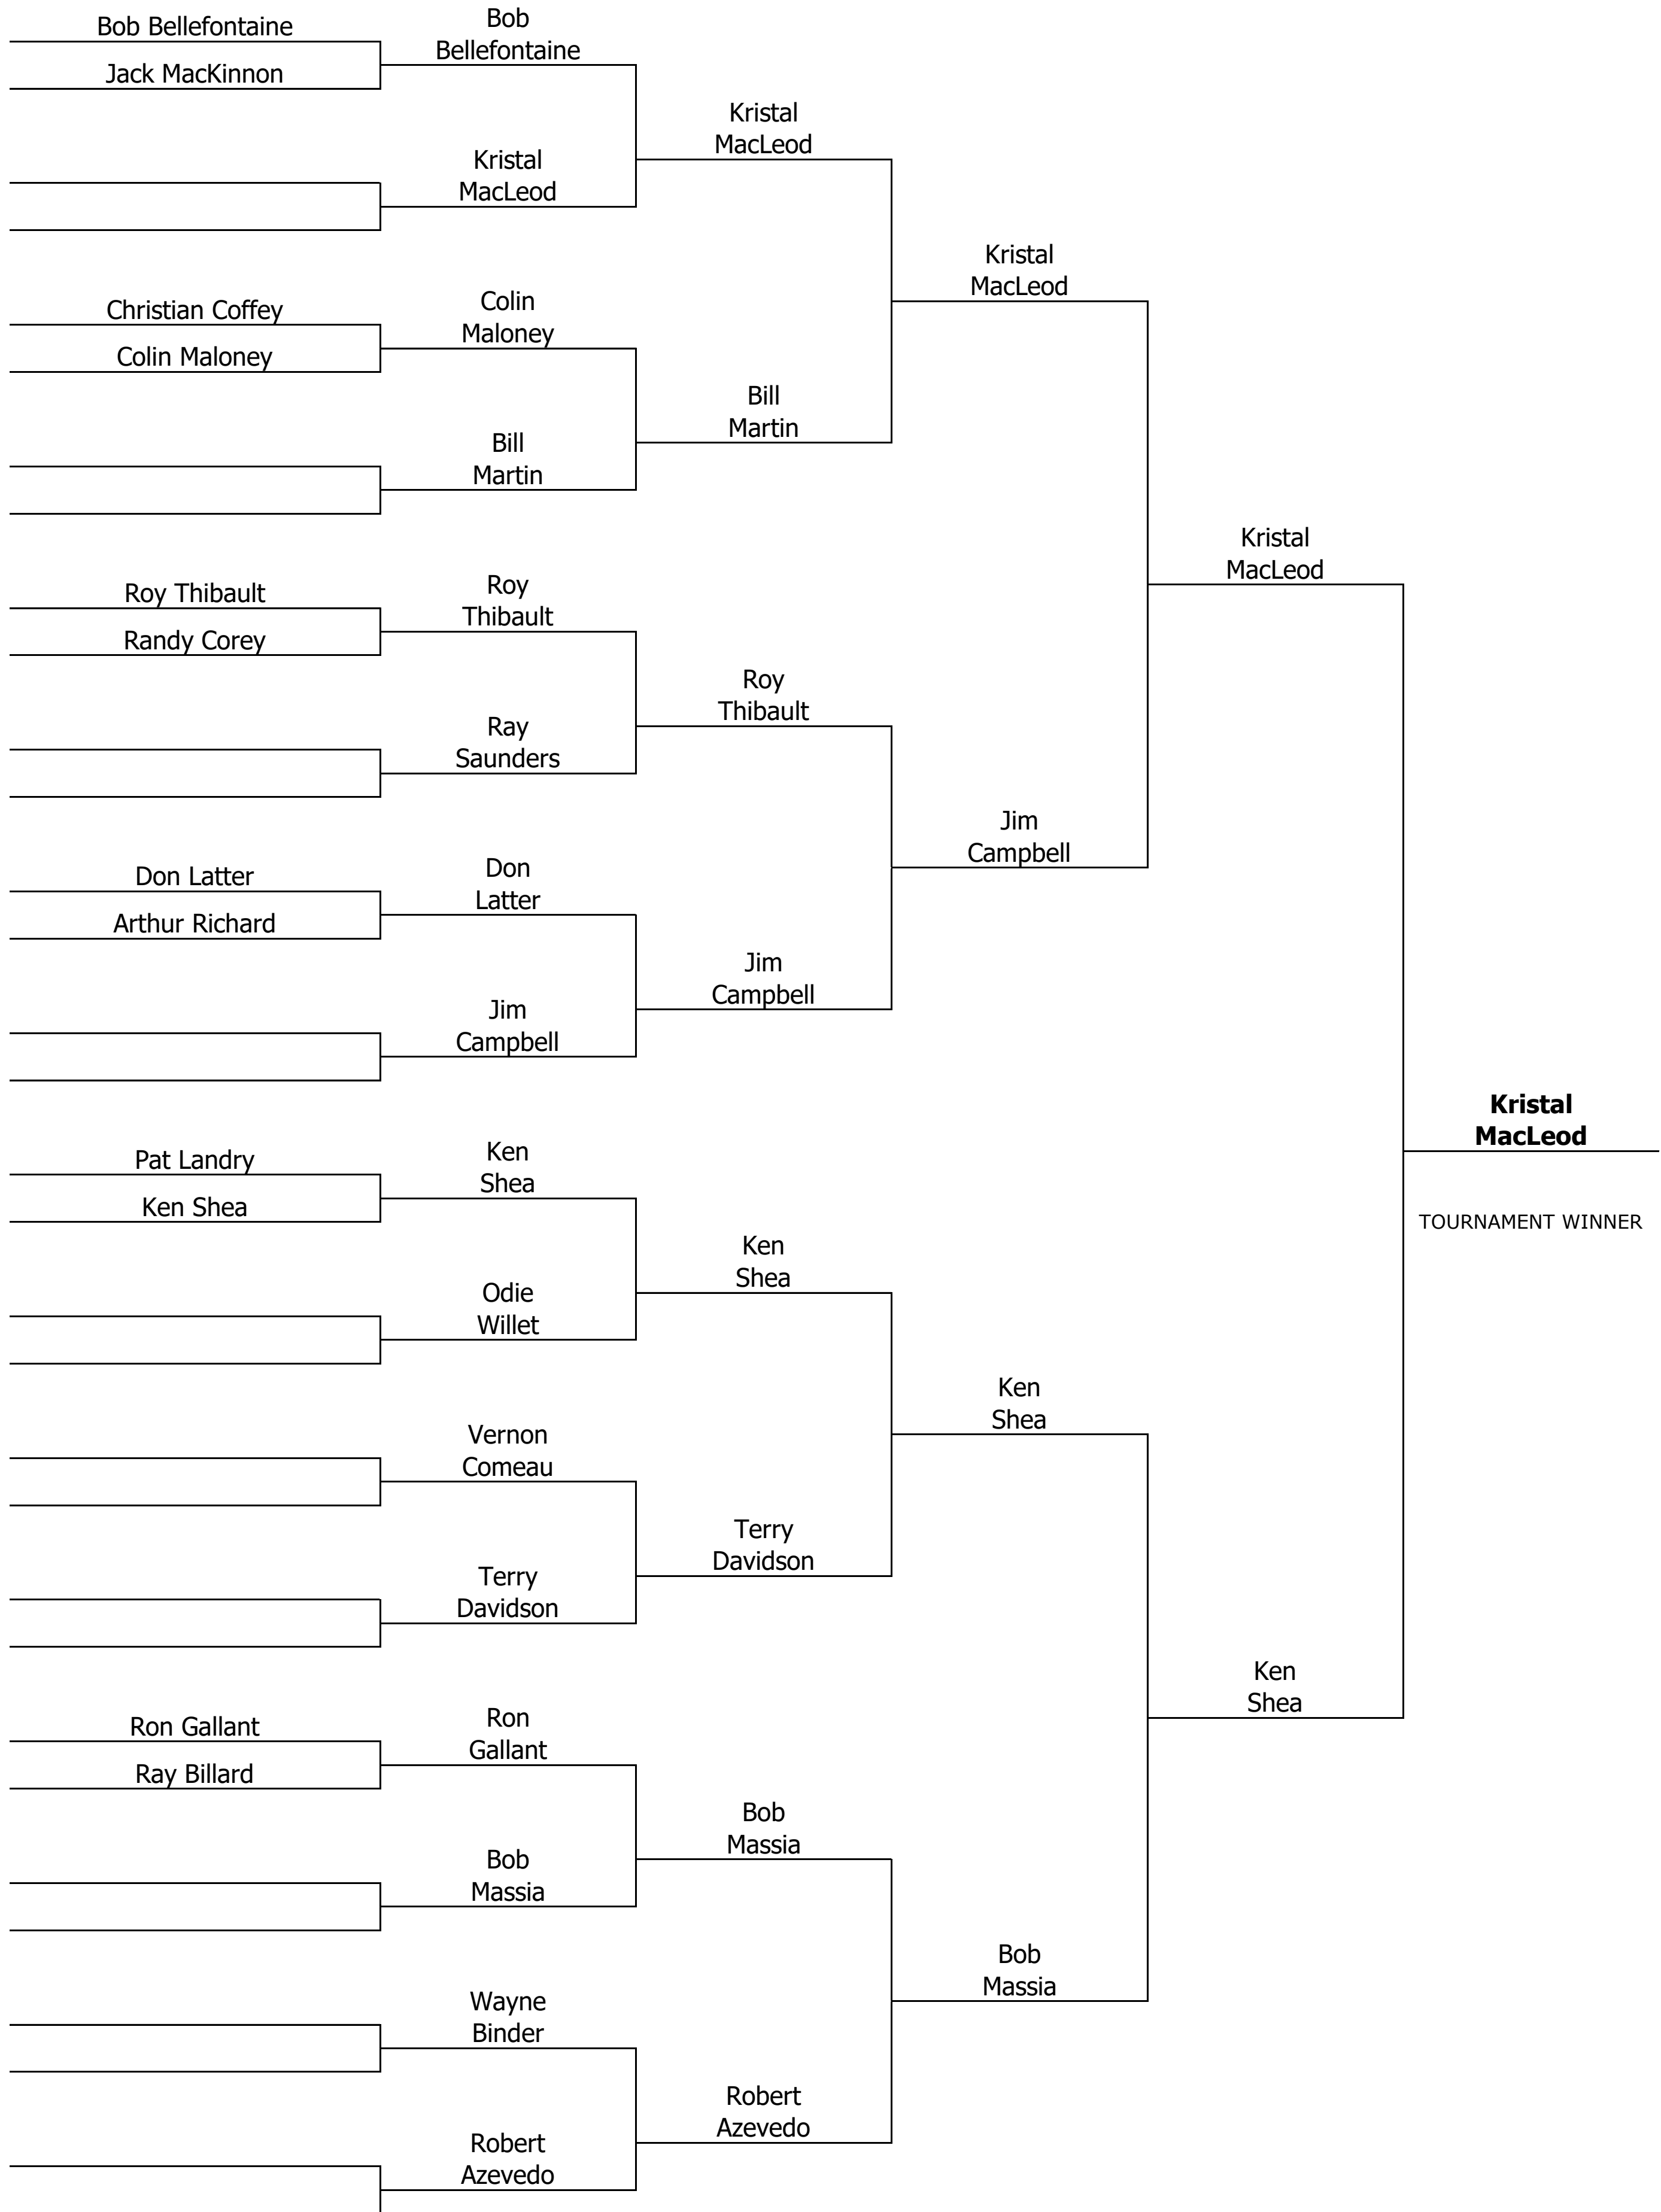 Bob Bellefontaine
Jack MacKinnon
Christian Coffey
Colin Maloney
Roy Thibault
Randy Corey
Don Latter
Arthur Richard
Pat Landry
Ken Shea
Ron Gallant
Ray Billard
Bob
Bellefontaine
Kristal
MacLeod
Colin
Maloney
Bill
Martin
Roy
Thibault
Ray
Saunders
Don
Latter
Jim
Campbell
Ken
Shea
Odie
Willet
Vernon
Comeau
Terry
Davidson
Ron
Gallant
Bob
Massia
Wayne
Binder
Robert
Azevedo
Kristal
MacLeod
Bill
Martin
Roy
Thibault
Jim
Campbell
Ken
Shea
Terry
Davidson
Bob
Massia
Robert
Azevedo
Kristal
MacLeod
Jim
Campbell
Ken
Shea
Bob
Massia
Kristal
MacLeod
Ken
Shea
Kristal
MacLeod
TOURNAMENT WINNER